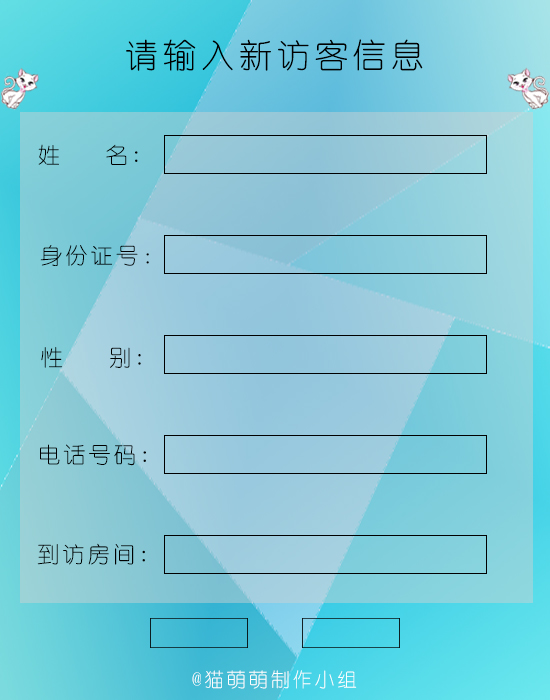 请输入新访客信息
姓 名：
身份证号：
性 别：
电话号码：
到访房间：
@猫萌萌制作小组